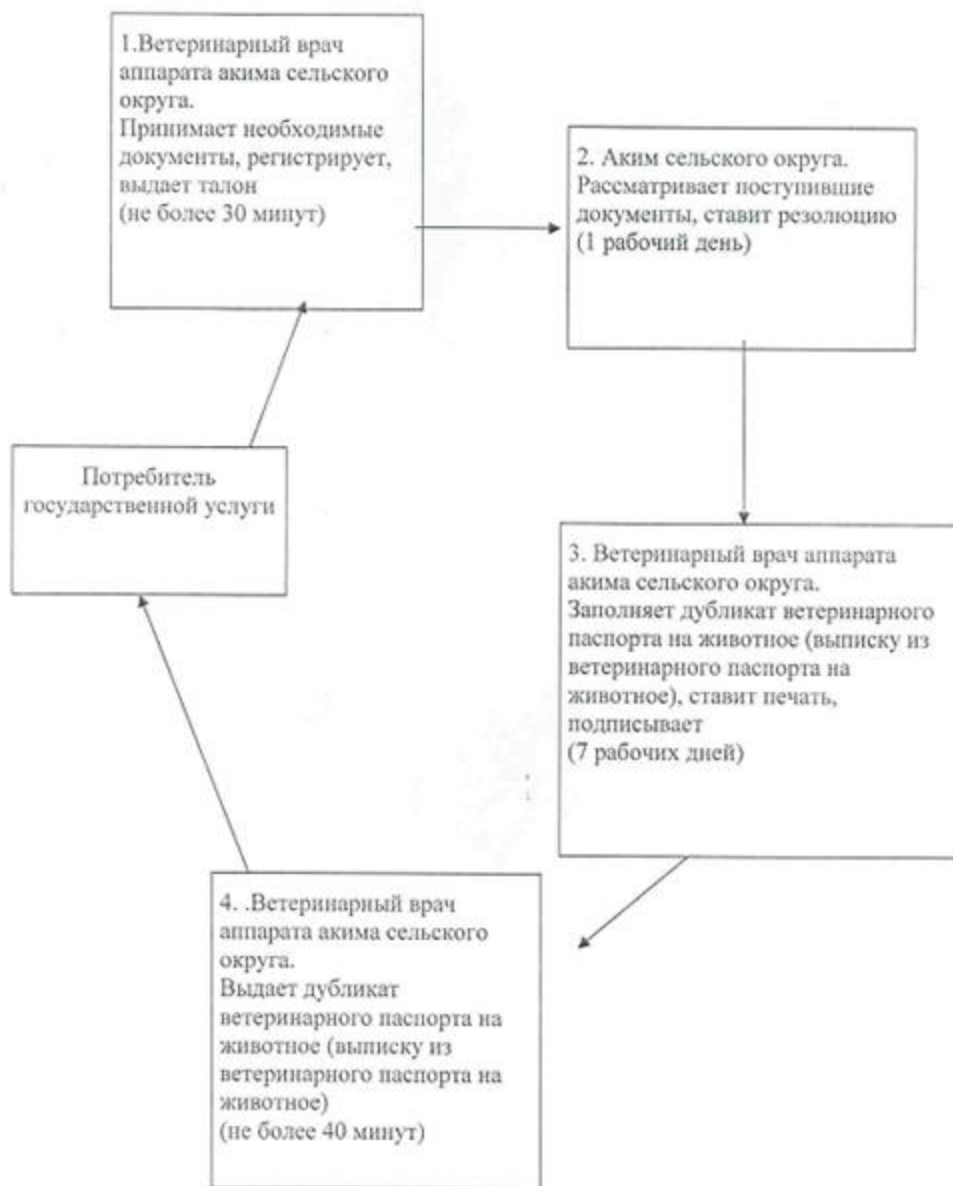 1.Ветеринарный врач
аппарата акима сельского
округа.
Принимает необходимые
документы, регистрирует,
выдает талон
(не более 30 минут)
2. Аким сельского округа.
Рассматривает поступившие
документы, ставит резолюцию
(1 рабочий день)
Потребитель
государственной услуги
3. Ветеринарный врач аппарата
акима сельского округа.
Заполняет дубликат ветеринарного
паспорта на животное (выписку из
ветеринарного паспорта на
животное), ставит печать,
подписывает
(7 рабочих дней)
4. .Ветеринарный врач
аппарата акима сельского
округа.
Выдает дубликат
ветеринарного паспорта на
животное (выписку из
ветеринарного паспорта на
животное)
(не более 40 минут)